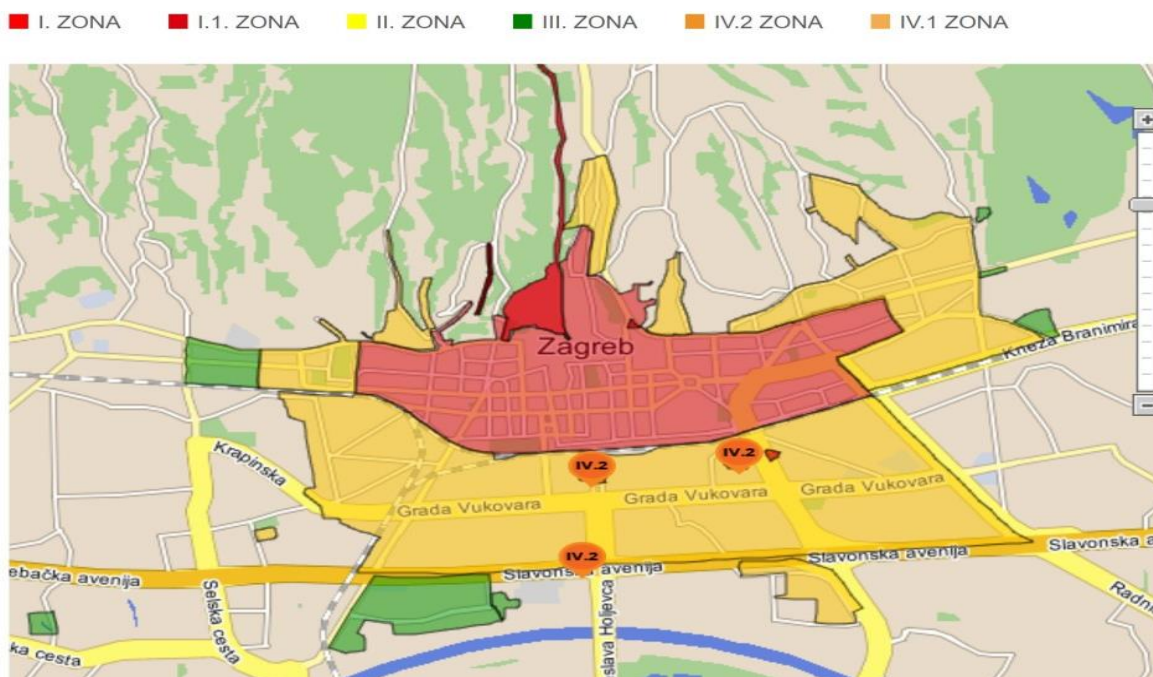 I. ZONA
I.1. ZONA
II. ZONA
III. ZONA
IV.2 ZONA
IV.1 ZONA
Zagreb
Kneza Branimira
Krapinska
IV.2
IV.2
Grada Vukovara
Grada Vukovara
Grada Vukovara
IV.2
ebačka avenija
Slavonska avenija
Slavonska avenija
Slavonska a
Selska cesta
slava Holjevca
Radni
ka cesta
+
−